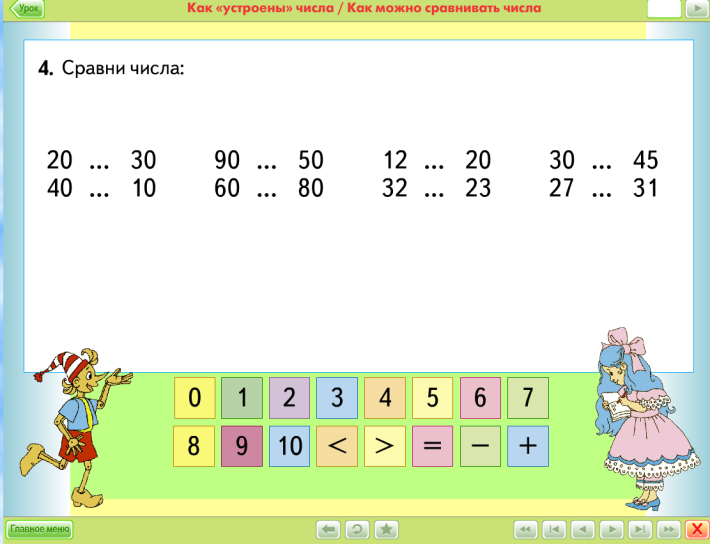 Урок
Как «устроены» числа / Как можно сравнивать числа
4. Сравни числа:
20 ... 30 90 ... 50 12 ... 20 30 ... 45
40 ... 10 60 ... 80 32 ... 23 27 ... 31
0 1 2 3 4 5 6 7
8 9 10 < > = − +
Главное меню